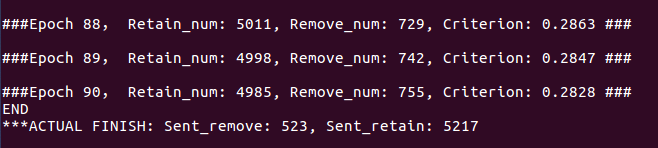 ###Epoch 88,  Retain_num: 5011, Remove_num: 729, Criterion: 0.2863 ###
###Epoch 89,  Retain_num: 4998, Remove_num: 742, Criterion: 0.2847 ###
###Epoch 90,  Retain_num: 4985, Remove_num: 755, Criterion: 0.2828 ###
END
***ACTUAL FINISH: Sent_remove: 523, Sent_retain: 5217